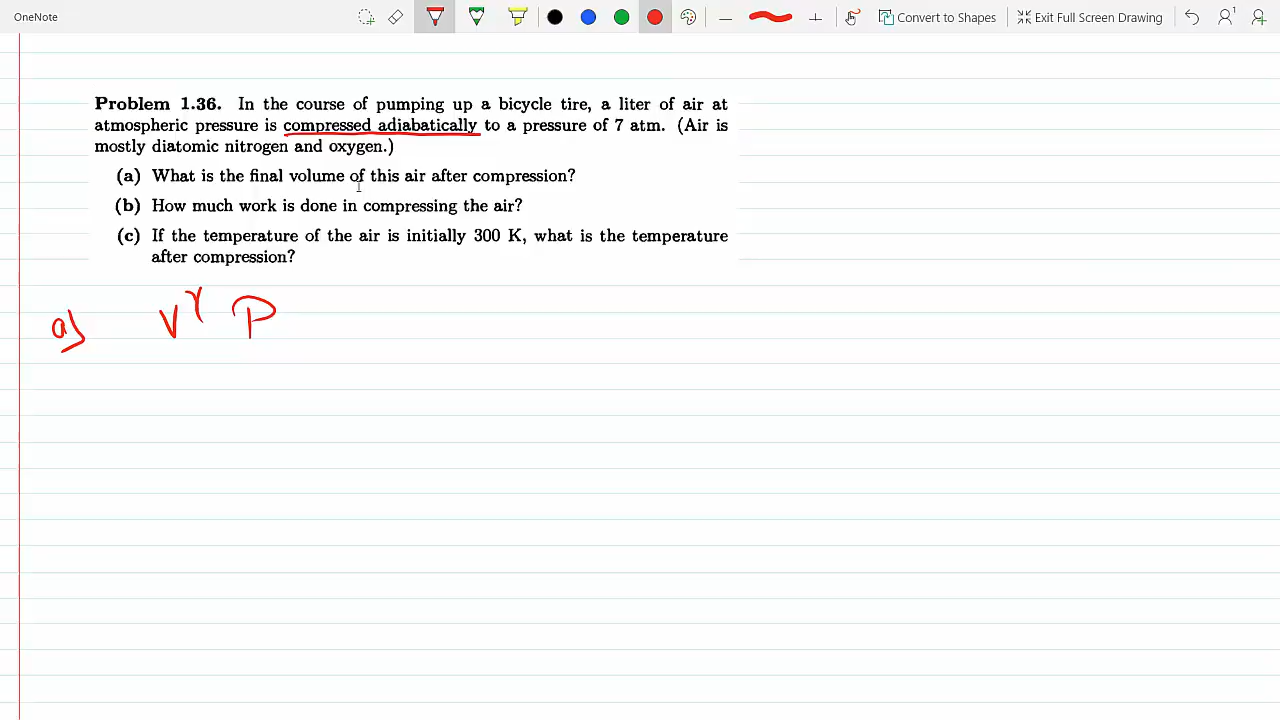 OneNote
Convert to Shapes
Exit Full Screen Drawing
Problem 1.36. In the course of pumping up a bicycle tire, a liter of air at
atmospheric pressure is compressed adiabatically to a pressure of 7 atm. (Air is
mostly diatomic nitrogen and oxygen.)
(a) What is the final volume of this air after compression?
(b) How much work is done in compressing the air?
(c) If the temperature of the air is initially 300 K, what is the temperature
after compression?
a) V^γ P